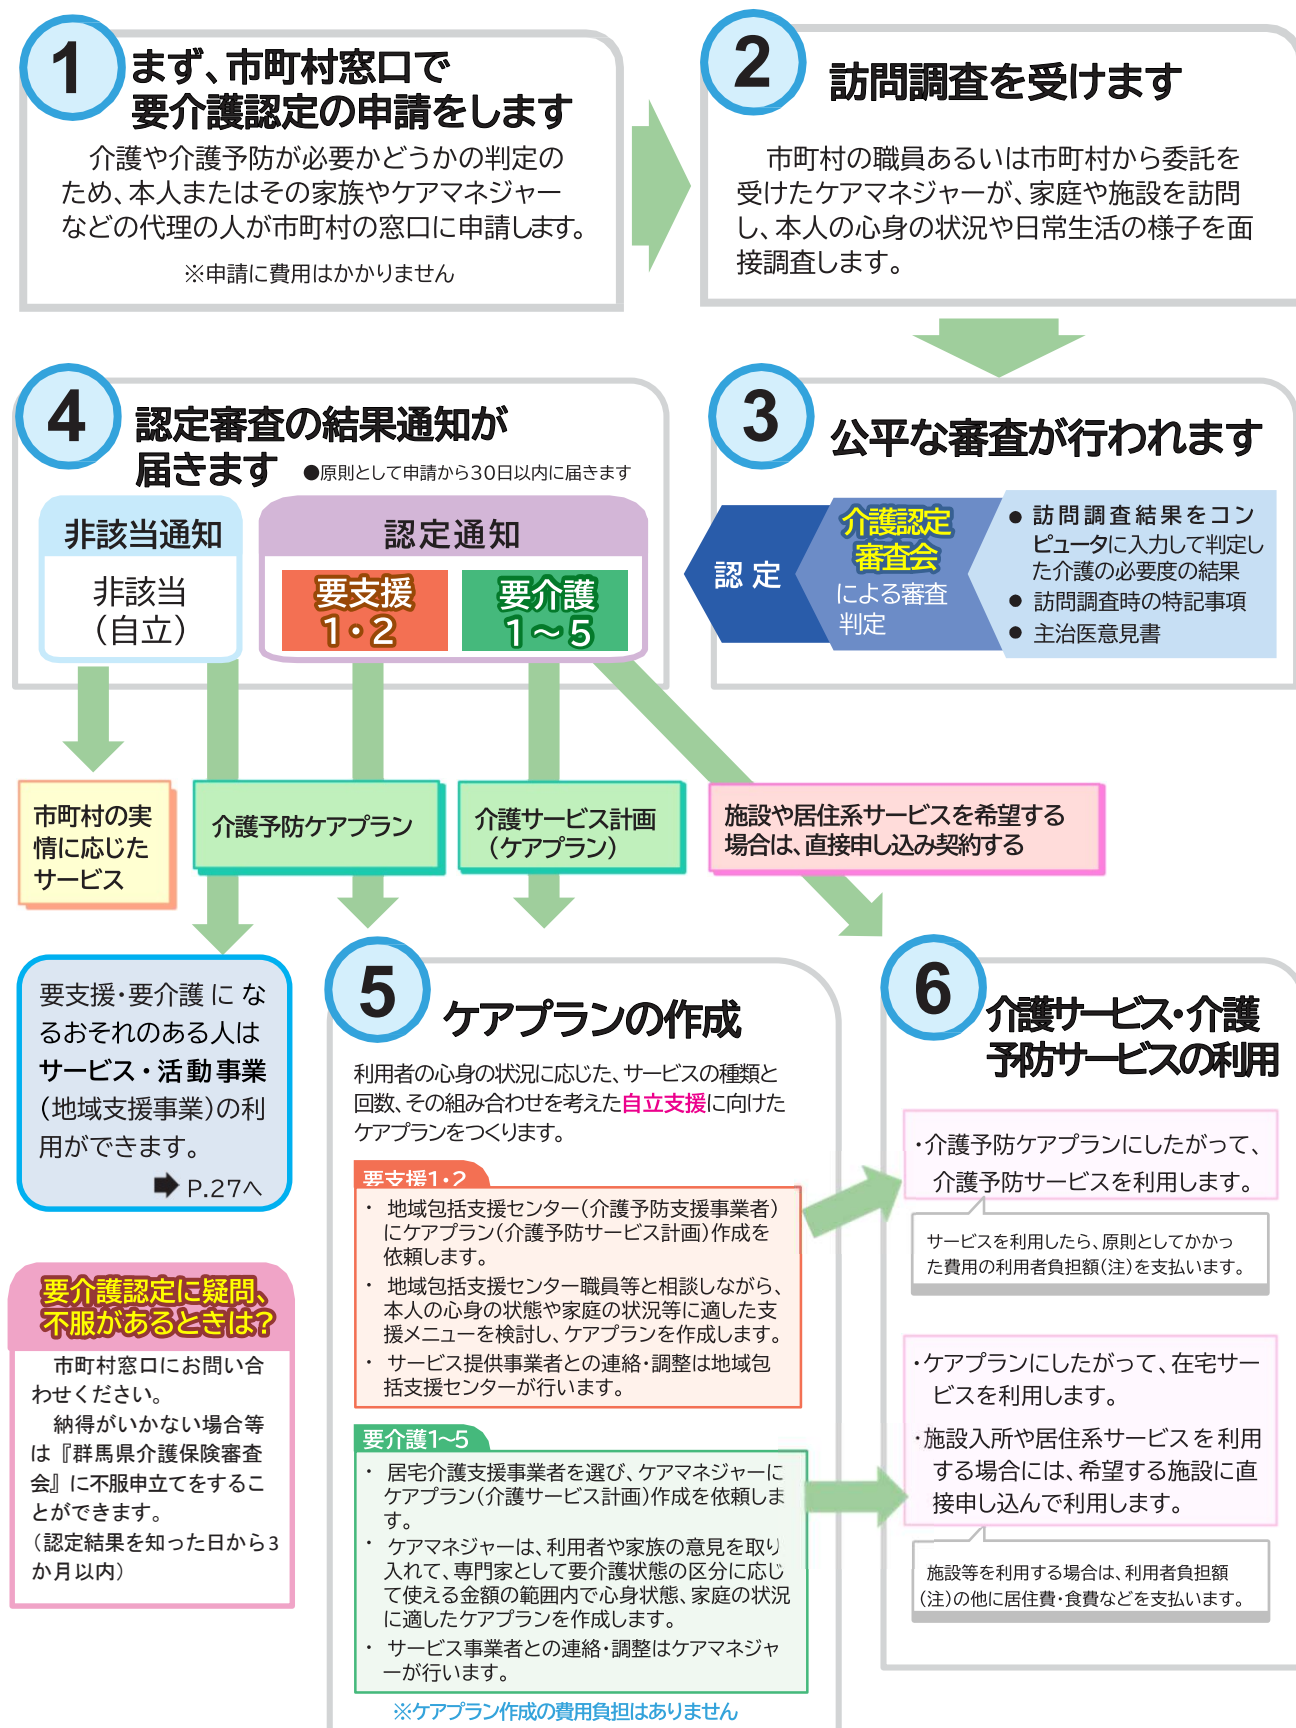 1
まず、市町村窓口で
要介護認定の申請をします
介護や介護予防が必要かどうかの判定の
ため、本人またはその家族やケアマネジャー
などの代理の人が市町村の窓口に申請します。
※申請に費用はかかりません
2
訪問調査を受けます
市町村の職員あるいは市町村から委託を
受けたケアマネジャーが、家庭や施設を訪問
し、本人の心身の状況や日常生活の様子を面
接調査します。
3
公平な審査が行われます
● 訪問調査結果をコン
ピュータに入力して判定し
た介護の必要度の結果
● 訪問調査時の特記事項
● 主治医意見書
介護認定
審査会
による審査
判定
認定
4
認定審査の結果通知が
届きます ●原則として申請から30日以内に届きます
非該当通知
非該当
（自立）
認定通知
要支援
1・2
要介護
1～5
市町村の実
情に応じた
サービス
介護予防ケアプラン
介護サービス計画
（ケアプラン）
施設や居住系サービスを希望する
場合は、直接申し込み契約する
要支援・要介護 に な
るおそれのある人は
サービス・活動事業
（地域支援事業）の利
用ができます。
➡ P.27へ
要介護認定に疑問、
不服があるときは？
市町村窓口にお問い合
わせください。
納得がいかない場合等
は『群馬県介護保険審査
会』に不服申立てをするこ
とができます。
（認定結果を知った日から3
か月以内）
5
ケアプランの作成
利用者の心身の状況に応じた、サービスの種類と
回数、その組み合わせを考えた自立支援に向けた
ケアプランをつくります。
要支援1・2
・ 地域包括支援センター（介護予防支援事業者）
にケアプラン（介護予防サービス計画）作成を
依頼します。
・ 地域包括支援センター職員等と相談しながら、
本人の心身の状態や家庭の状況等に適した支
援メニューを検討し、ケアプランを作成します。
・ サービス提供事業者との連絡・調整は地域包
括支援センターが行います。
要介護1～5
・ 居宅介護支援事業者を選び、ケアマネジャーに
ケアプラン（介護サービス計画）作成を依頼しま
す。
・ ケアマネジャーは、利用者や家族の意見を取り
入れて、専門家として要介護状態の区分に応じ
て使える金額の範囲内で心身状態、家庭の状況
に適したケアプランを作成します。
・ サービス事業者との連絡・調整はケアマネジャ
ーが行います。
※ケアプラン作成の費用負担はありません
6
介護サービス・介護
予防サービスの利用
・介護予防ケアプランにしたがって、
介護予防サービスを利用します。
サービスを利用したら、原則としてかかっ
た費用の利用者負担額（注）を支払います。
・ケアプランにしたがって、在宅サー
ビスを利用します。
・施設入所や居住系サービスを利用
する場合には、希望する施設に直
接申し込んで利用します。
施設等を利用する場合は、利用者負担額
（注）の他に居住費・食費などを支払います。